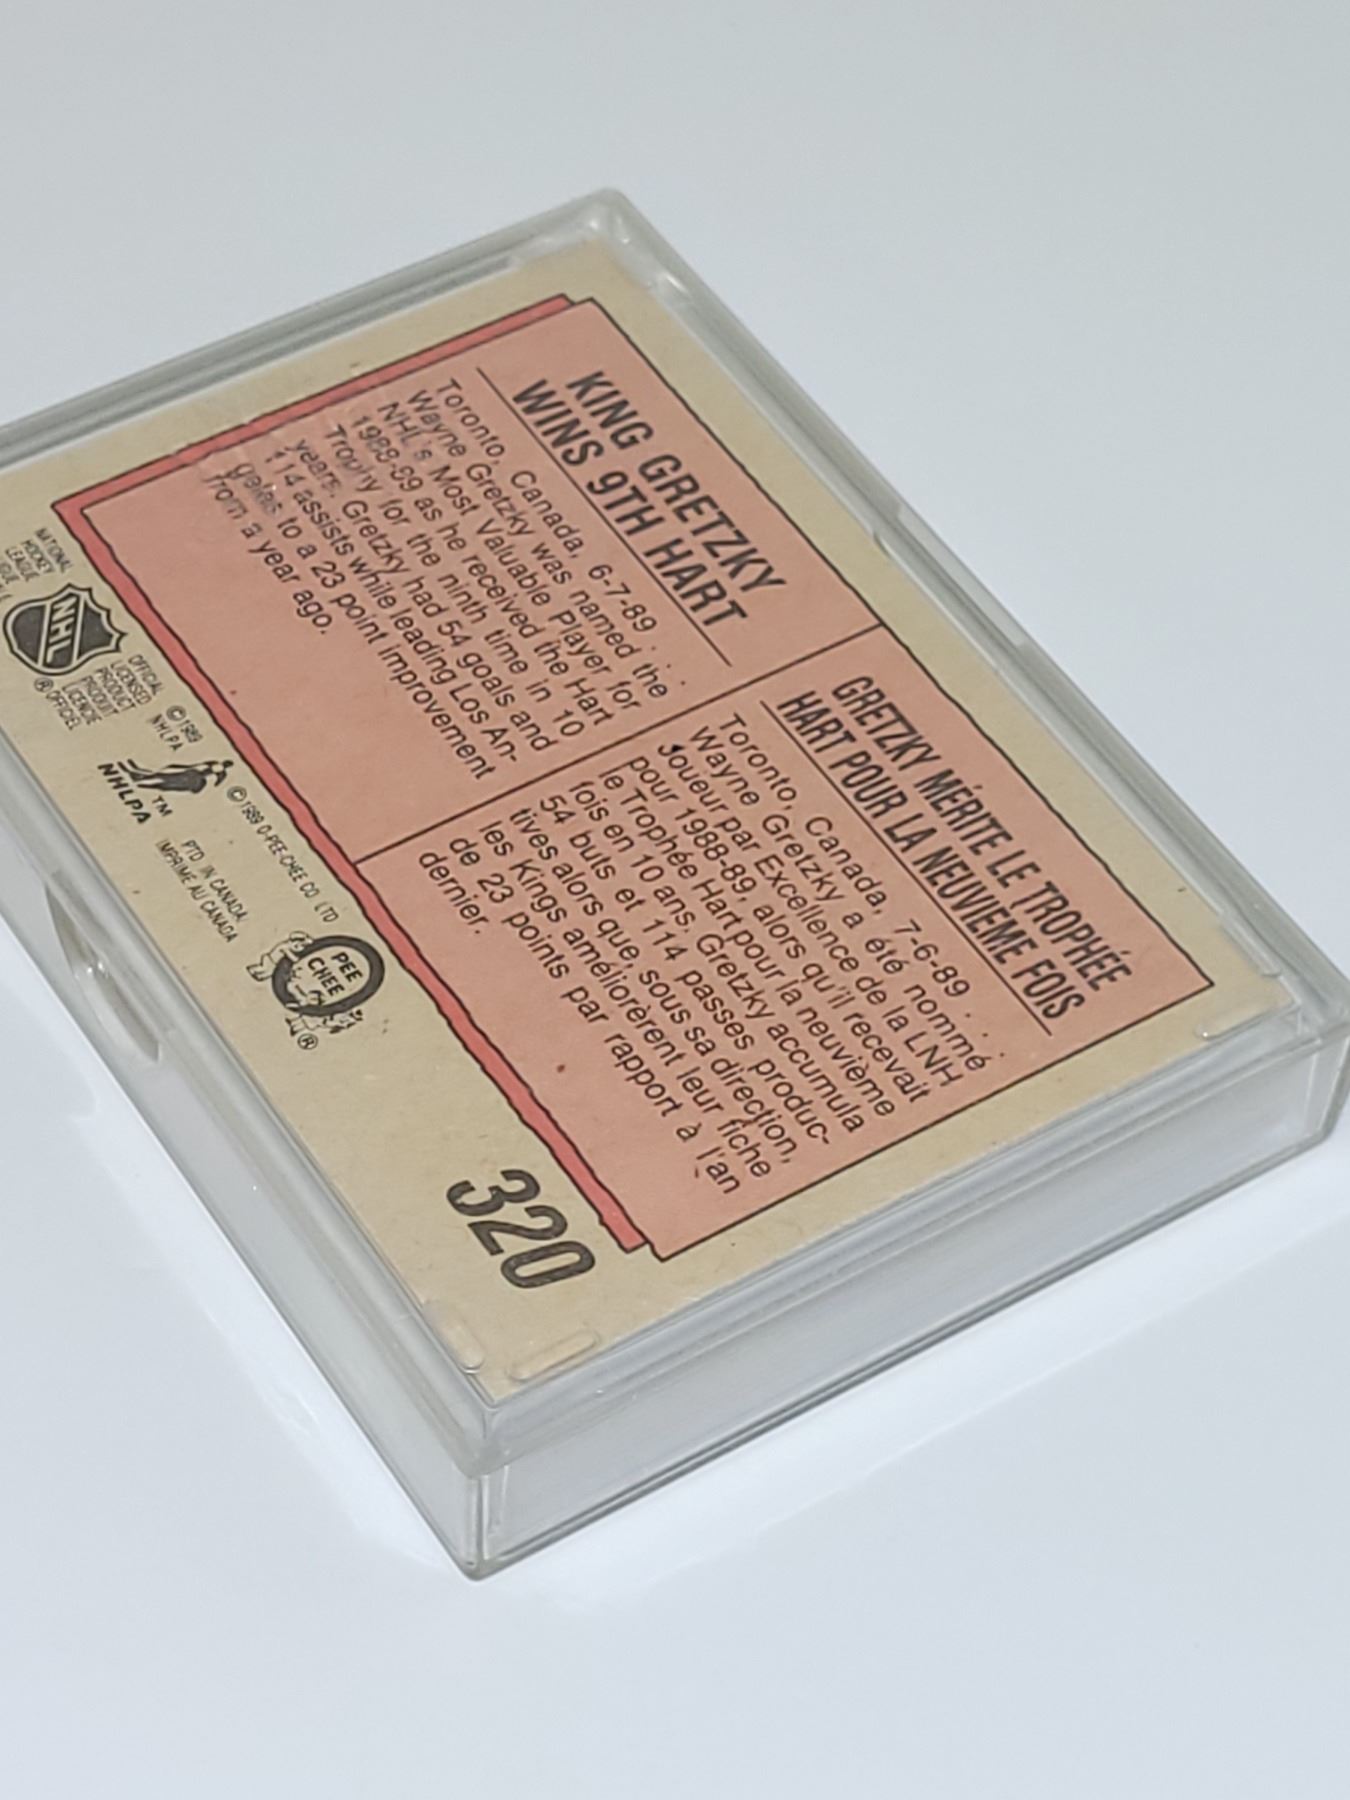 KING GRETZKY
WINS 9TH HART
Toronto, Canada, 6-7-89 . . .
Wayne Gretzky was named the
NHL's Most Valuable Player for
1988-89 as he received the Hart
Trophy for the ninth time in 10
years. Gretzky had 54 goals and
114 assists while leading Los An-
geles to a 23 point improvement
from a year ago.
GRETZKY MÉRITE LE TROPHÉE
HART POUR LA NEUVIEME FOIS
Toronto, Canada, 7-6-89 . . .
Wayne Gretzky a été nommé
Joueur par Excellence de la LNH
pour 1988-89, alors qu'il recevait
le Trophée Hart pour la neuvième
fois en 10 ans. Gretzky accumula
54 buts et 114 passes produc-
tives alors que, sous sa direction,
les Kings améliorèrent leur fiche
de 23 points par rapport à l'an
dernier.
NATIONAL
HOCKEY
LEAGUE
NHL
®
OFFICIAL
LICENSED
PRODUCT
PRODUIT
LICENCIÉ
OFFICIEL
© 1989
NHLPA
NHLPA
TM
© 1989 O-PEE-CHEE CO. LTD
PTD. IN CANADA
IMPRIMÉ AU CANADA
O
PEE
CHEE
®
320